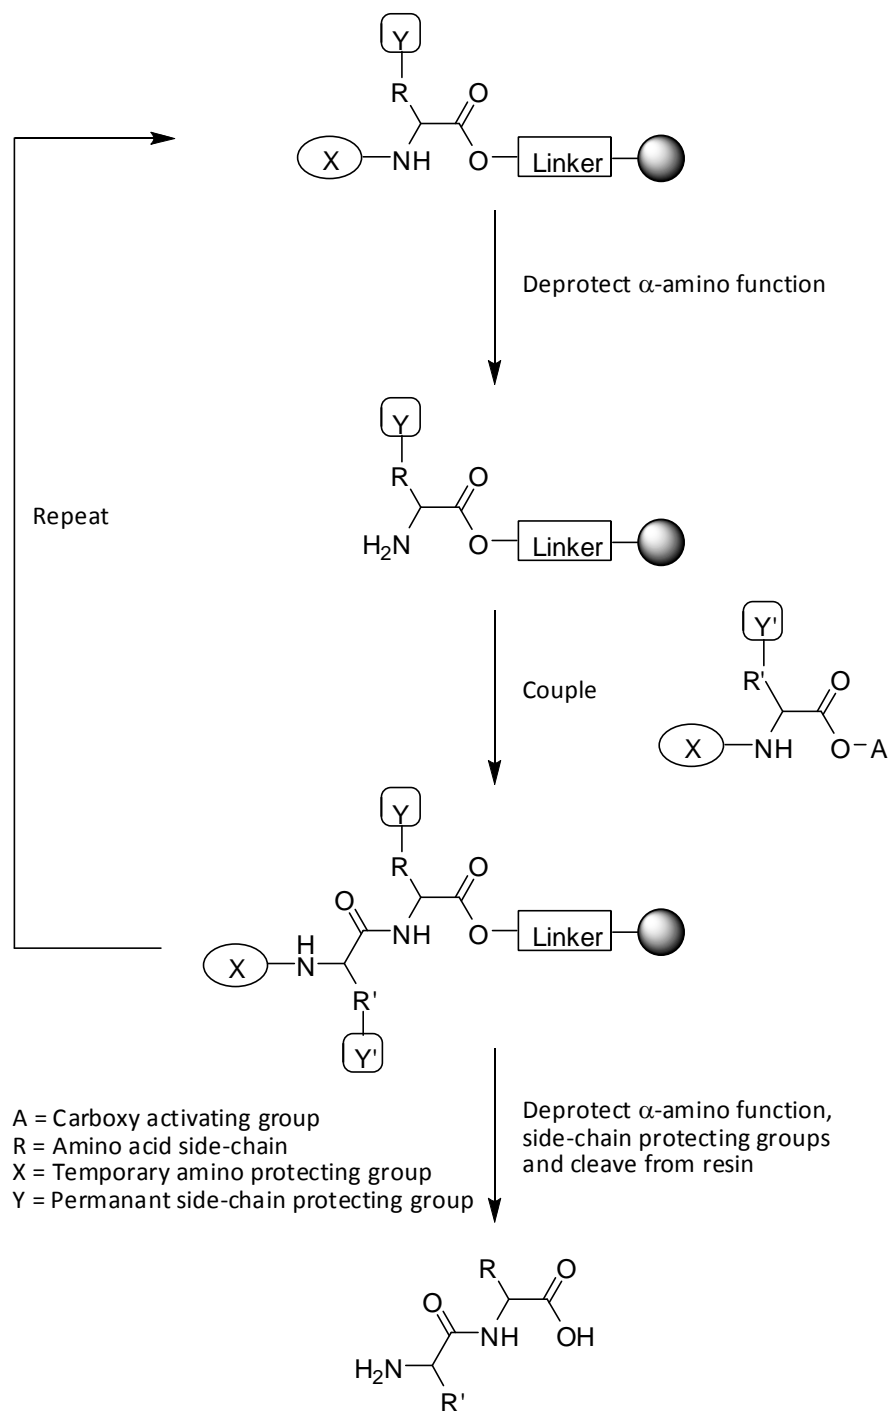 Y
R
O
X
NH
O
Linker
Deprotect α-amino function
Y
R
O
Repeat
H2N
O
Linker
Y'
Couple
R'
O
X
NH
O
A
Y
R
O
O
H
N
NH
O
Linker
X
R'
Y'
A = Carboxy activating group
R = Amino acid side-chain
X = Temporary amino protecting group
Y = Permanant side-chain protecting group
Deprotect α-amino function,
side-chain protecting groups
and cleave from resin
R
O
O
NH
OH
H2N
R'